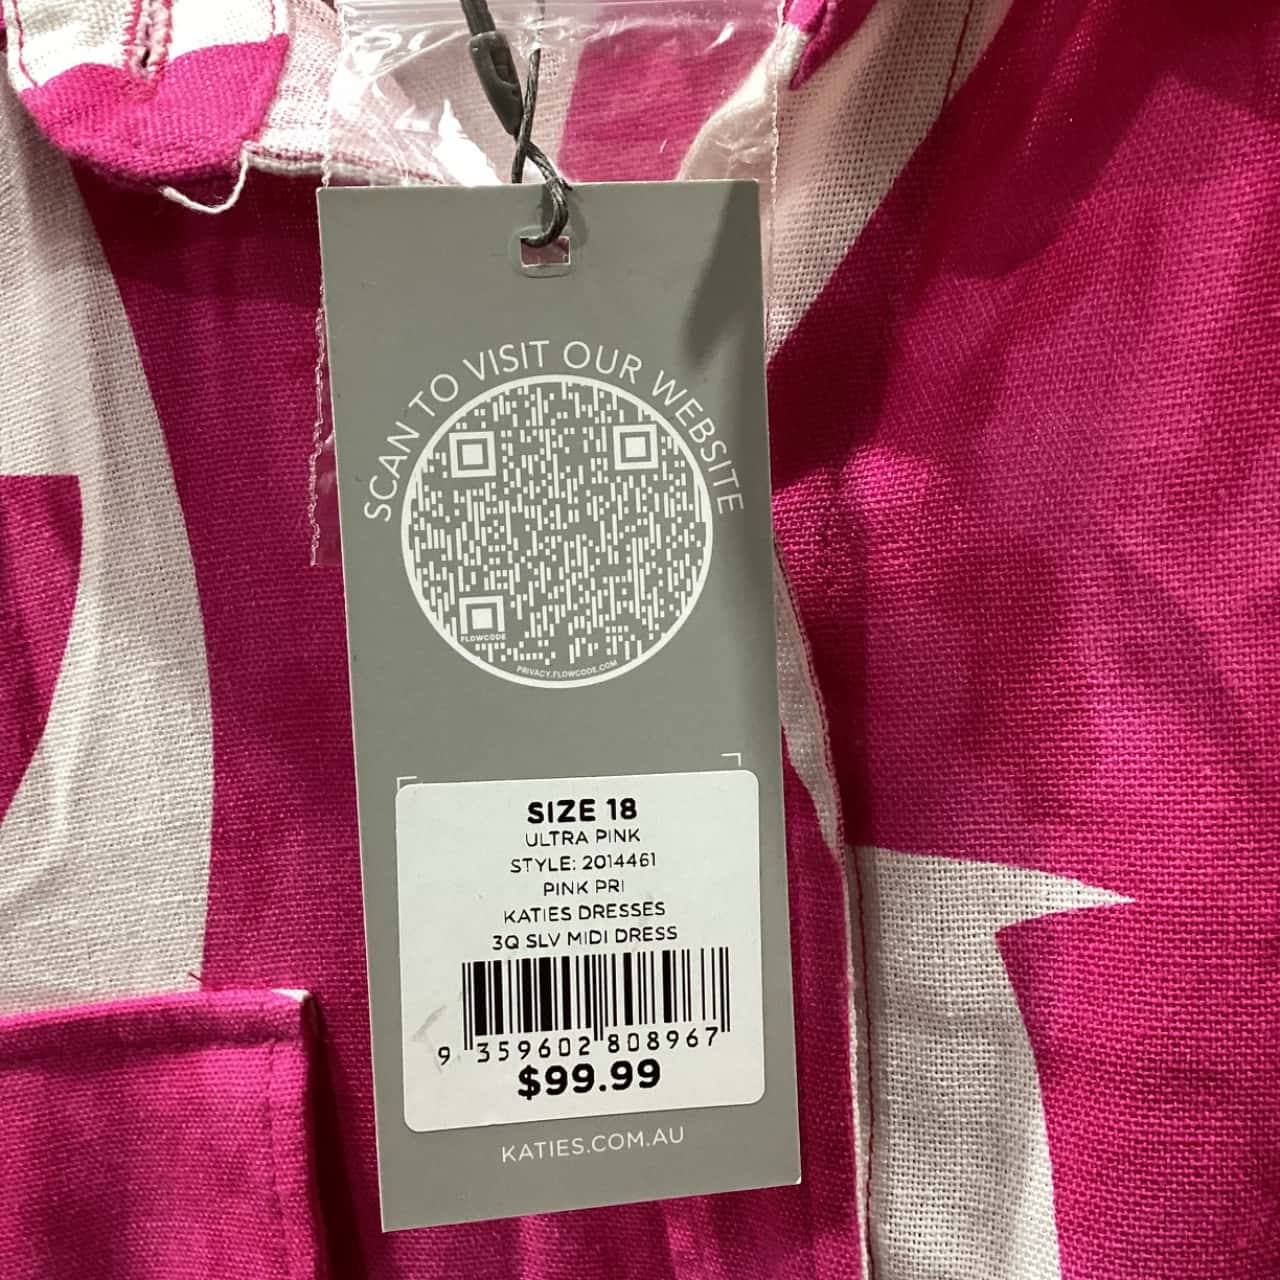 SCAN TO VISIT OUR WEBSITE
FLOWCODE
PRIVACY.FLOWCODE.COM
SIZE 18
ULTRA PINK
STYLE: 2014461
PINK PRI
KATIES DRESSES
3Q SLV MIDI DRESS
9 359602 808967
$99.99
KATIES.COM.AU